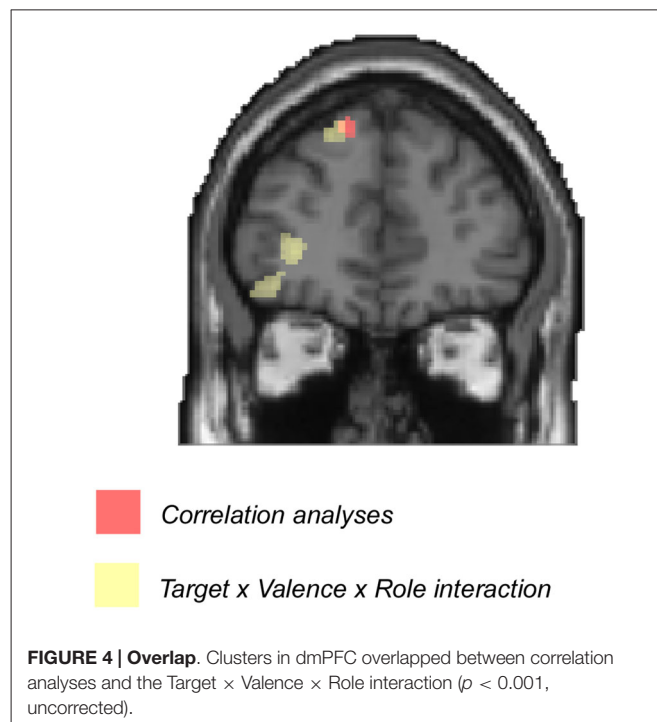 Correlation analyses
Target x Valence x Role interaction
FIGURE 4 | Overlap. Clusters in dmPFC overlapped between correlation
analyses and the Target × Valence × Role interaction (p < 0.001,
uncorrected).